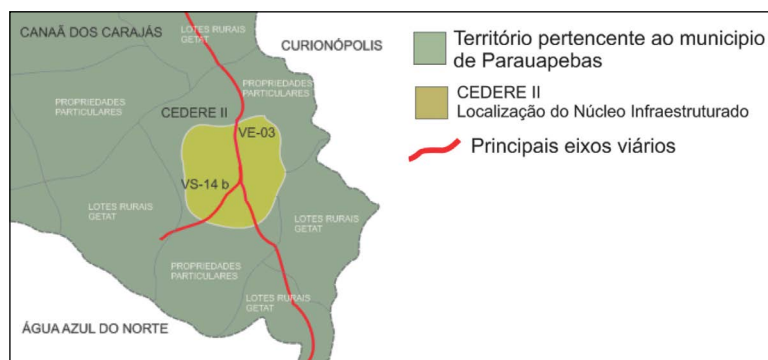 CANAÃ DOS CARAJÁS
LOTES RURAIS
GETAT
CURIONÓPOLIS
PROPRIEDADES
PARTICULARES
PROPRIEDADES
PARTICULARES
CEDERE II
VE-03
VS-14 b
LOTES RURAIS
GETAT
LOTES RURAIS
GETAT
PROPRIEDADES
PARTICULARES
LOTES RURAIS
GETAT
ÁGUA AZUL DO NORTE
Território pertencente ao municipio
de Parauapebas
CEDERE II
Localização do Núcleo Infraestruturado
Principais eixos viários